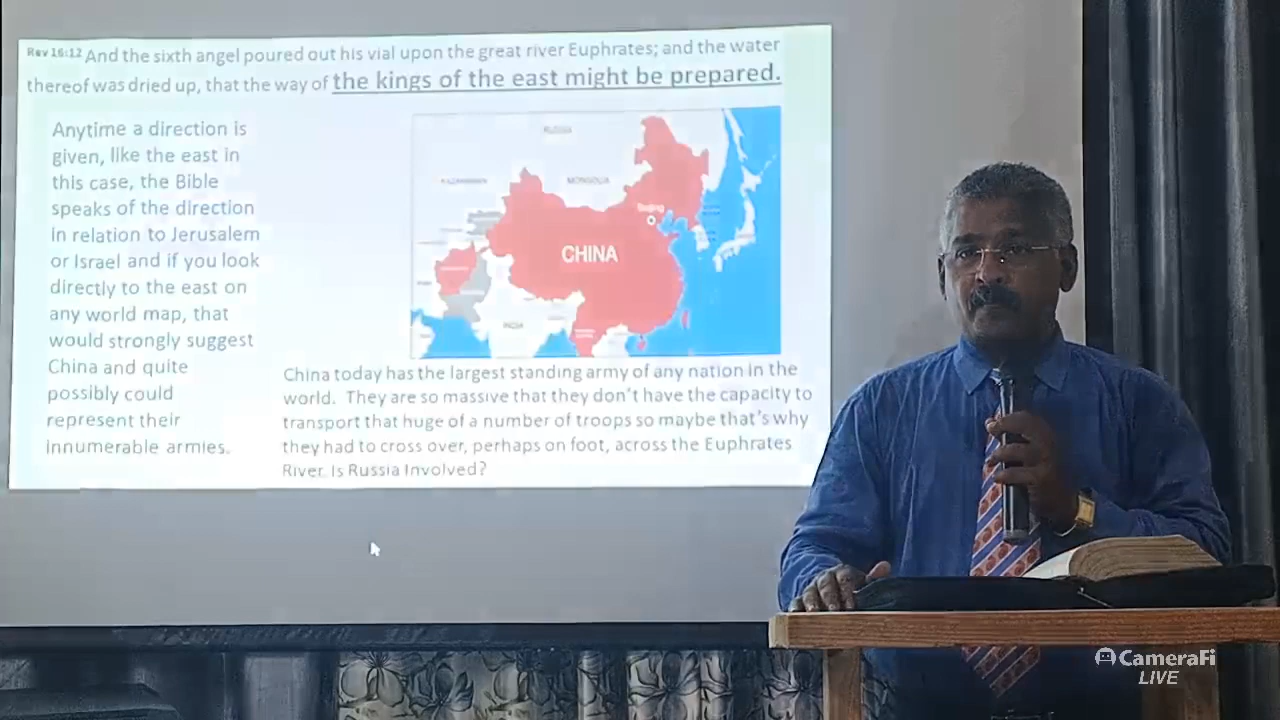 Rev 16:12 And the sixth angel poured out his vial upon the great river Euphrates; and the water
thereof was dried up, that the way of the kings of the east might be prepared.
Anytime a direction is
given, like the east in
this case, the Bible
speaks of the direction
in relation to Jerusalem
or Israel and if you look
directly to the east on
any world map, that
would strongly suggest
China and quite
possibly could
represent their
innumerable armies.
RUSSIA
KAZAKHSTAN
MONGOLIA
Beijing
CHINA
INDIA
China today has the largest standing army of any nation in the
world. They are so massive that they don't have the capacity to
transport that huge of a number of troops so maybe that's why
they had to cross over, perhaps on foot, across the Euphrates
River. Is Russia Involved?
CameraFi
LIVE